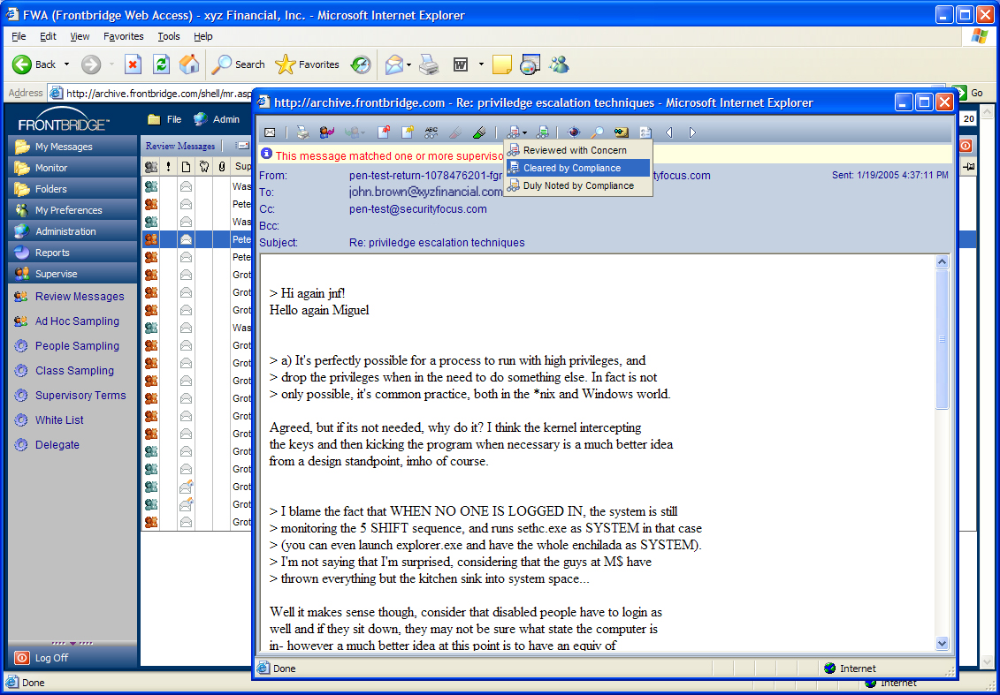 FWA (Frontbridge Web Access) - xyz Financial, Inc. - Microsoft Internet Explorer
File Edit View Favorites Tools Help
Back Search Favorites
Address http://archive.frontbridge.com/shell/mr.asp Go
FRONTBRIDGE™ File Admin 20
My Messages
Monitor
Folders
My Preferences
Administration
Reports
Supervise
Review Messages
Ad Hoc Sampling
People Sampling
Class Sampling
Supervisory Terms
White List
Delegate
Log Off
Review Messages
Sup
Was
Pete
Was
Pete
Pete
Grot
Grot
Grot
Was
Grot
Grot
Grot
Grot
Grot
Grot
Grot
Grot
Grot
Grot
Grot
http://archive.frontbridge.com - Re: priviledge escalation techniques - Microsoft Internet Explorer
Reviewed with Concern
Cleared by Compliance
Duly Noted by Compliance
This message matched one or more superviso
From: pen-test-return-1078476201-fgr tyfocus.com Sent: 1/19/2005 4:37:11 PM
To: john.brown@xyzfinancial.com
Cc: pen-test@securityfocus.com
Bcc:
Subject: Re: priviledge escalation techniques
> Hi again jnf!
Hello again Miguel
> a) It's perfectly possible for a process to run with high privileges, and
> drop the privileges when in the need to do something else. In fact is not
> only possible, it's common practice, both in the *nix and Windows world.
Agreed, but if its not needed, why do it? I think the kernel intercepting
the keys and then kicking the program when necessary is a much better idea
from a design standpoint, imho of course.
> I blame the fact that WHEN NO ONE IS LOGGED IN, the system is still
> monitoring the 5 SHIFT sequence, and runs sethc.exe as SYSTEM in that case
> (you can even launch explorer.exe and have the whole enchilada as SYSTEM).
> I'm not saying that I'm surprised, considering that the guys at M$ have
> thrown everything but the kitchen sink into system space...
Well it makes sense though, consider that disabled people have to login as
well and if they sit down, they may not be sure what state the computer is
in- however a much better idea at this point is to have an equiv of
Done Internet
Done Internet